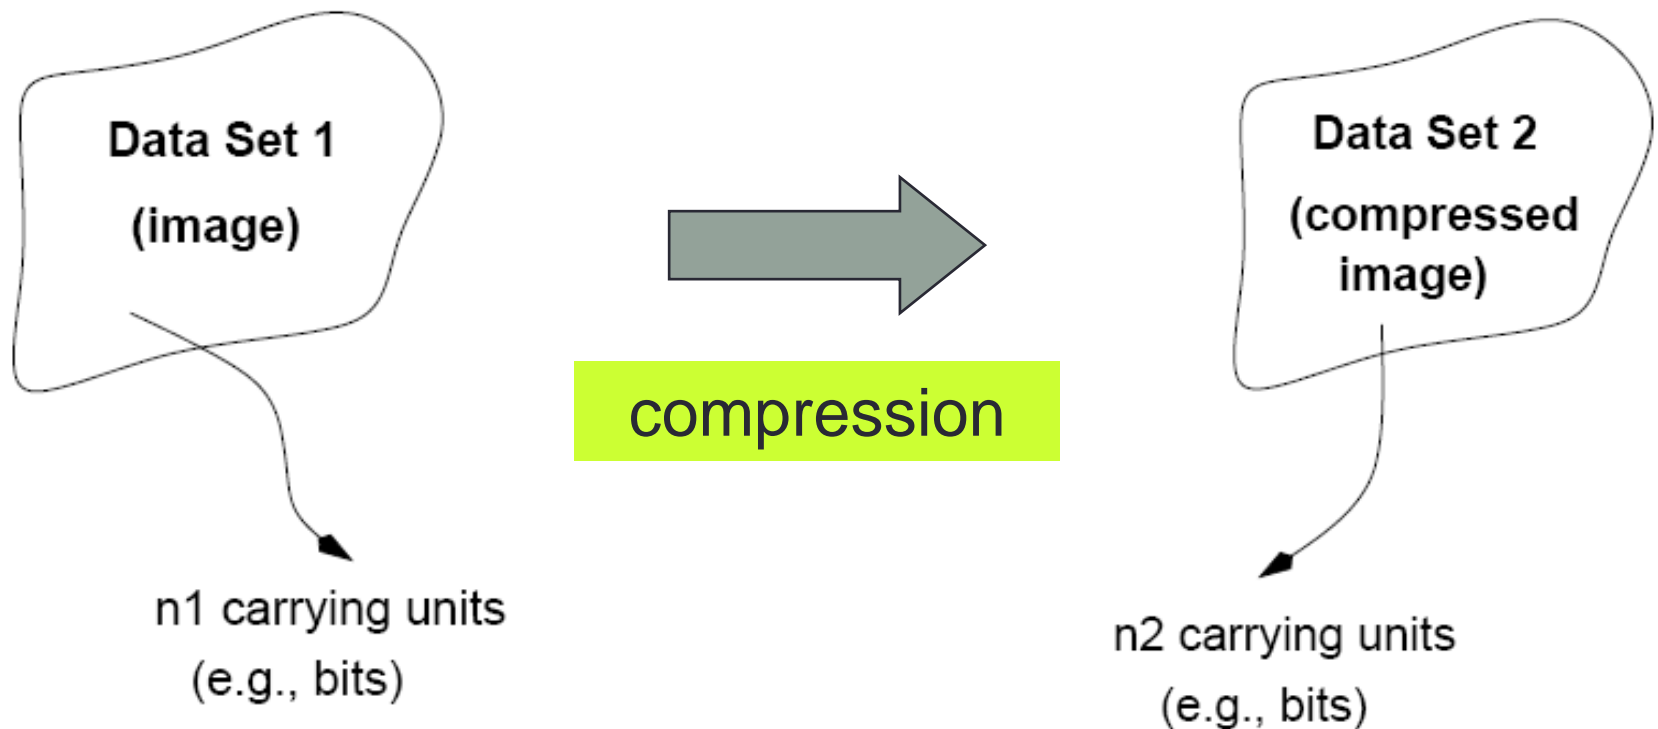 Data Set 1
(image)
n1 carrying units
(e.g., bits)
compression
Data Set 2
(compressed
image)
n2 carrying units
(e.g., bits)